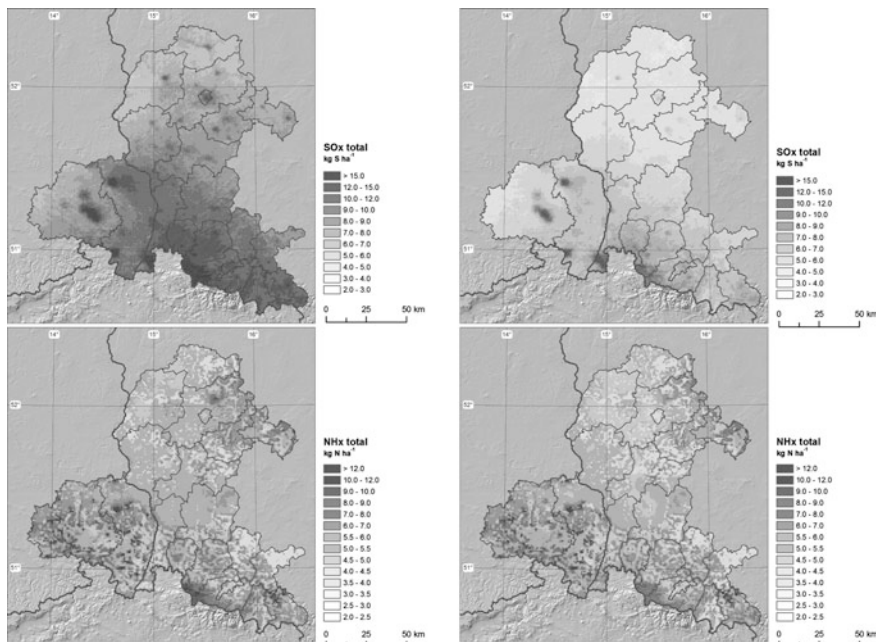 14° 15° 16°
52°
51°
SOx total
kg S ha⁻¹
> 15.0
12.0 - 15.0
10.0 - 12.0
9.0 - 10.0
8.0 - 9.0
7.0 - 8.0
6.0 - 7.0
5.0 - 6.0
4.0 - 5.0
3.0 - 4.0
2.0 - 3.0
0 25 50 km
14° 15° 16°
52°
51°
SOx total
kg S ha⁻¹
> 15.0
12.0 - 15.0
10.0 - 12.0
9.0 - 10.0
8.0 - 9.0
7.0 - 8.0
6.0 - 7.0
5.0 - 6.0
4.0 - 5.0
3.0 - 4.0
2.0 - 3.0
0 25 50 km
14° 15° 16°
52°
51°
NHx total
kg N ha⁻¹
> 12.0
10.0 - 12.0
9.0 - 10.0
8.0 - 9.0
7.0 - 8.0
6.0 - 7.0
5.5 - 6.0
5.0 - 5.5
4.5 - 5.0
4.0 - 4.5
3.5 - 4.0
3.0 - 3.5
2.5 - 3.0
2.0 - 2.5
0 25 50 km
14° 15° 16°
52°
51°
NHx total
kg N ha⁻¹
> 12.0
10.0 - 12.0
9.0 - 10.0
8.0 - 9.0
7.0 - 8.0
6.0 - 7.0
5.5 - 6.0
5.0 - 5.5
4.5 - 5.0
4.0 - 4.5
3.5 - 4.0
3.0 - 3.5
2.5 - 3.0
2.0 - 2.5
0 25 50 km